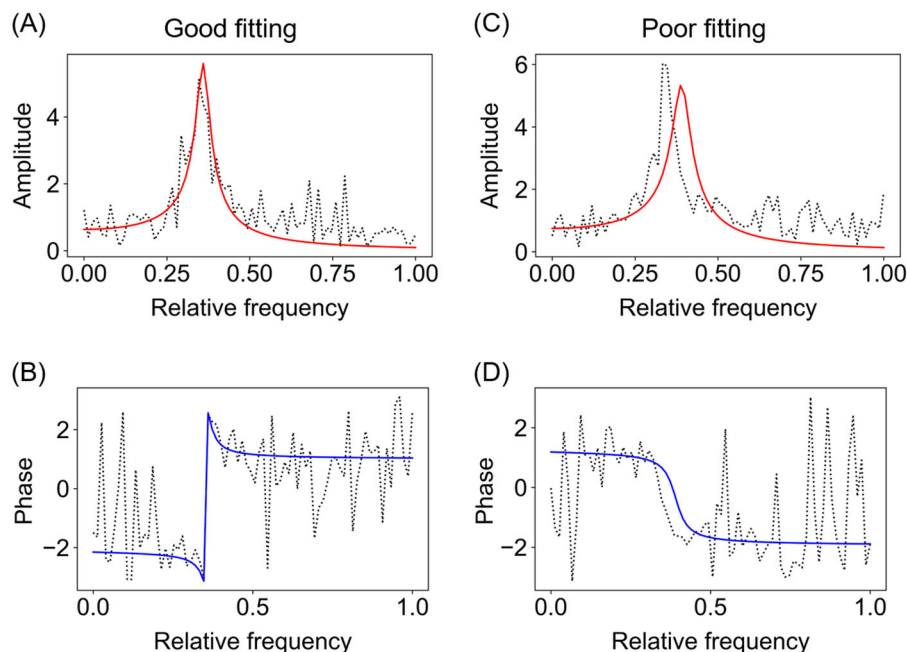 (A)
Good fitting
Amplitude
4
2
0
0.00 0.25 0.50 0.75 1.00
Relative frequency
(C)
Poor fitting
Amplitude
6
4
2
0
0.00 0.25 0.50 0.75 1.00
Relative frequency
(B)
Phase
2
0
−2
0.0 0.5 1.0
Relative frequency
(D)
Phase
2
0
−2
0.0 0.5 1.0
Relative frequency